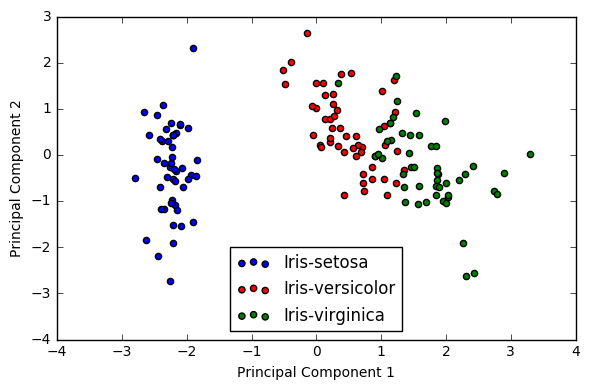 3
2
1
0
−1
−2
−3
−4
Principal Component 2
Iris-setosa
Iris-versicolor
Iris-virginica
−4 −3 −2 −1 0 1 2 3 4
Principal Component 1